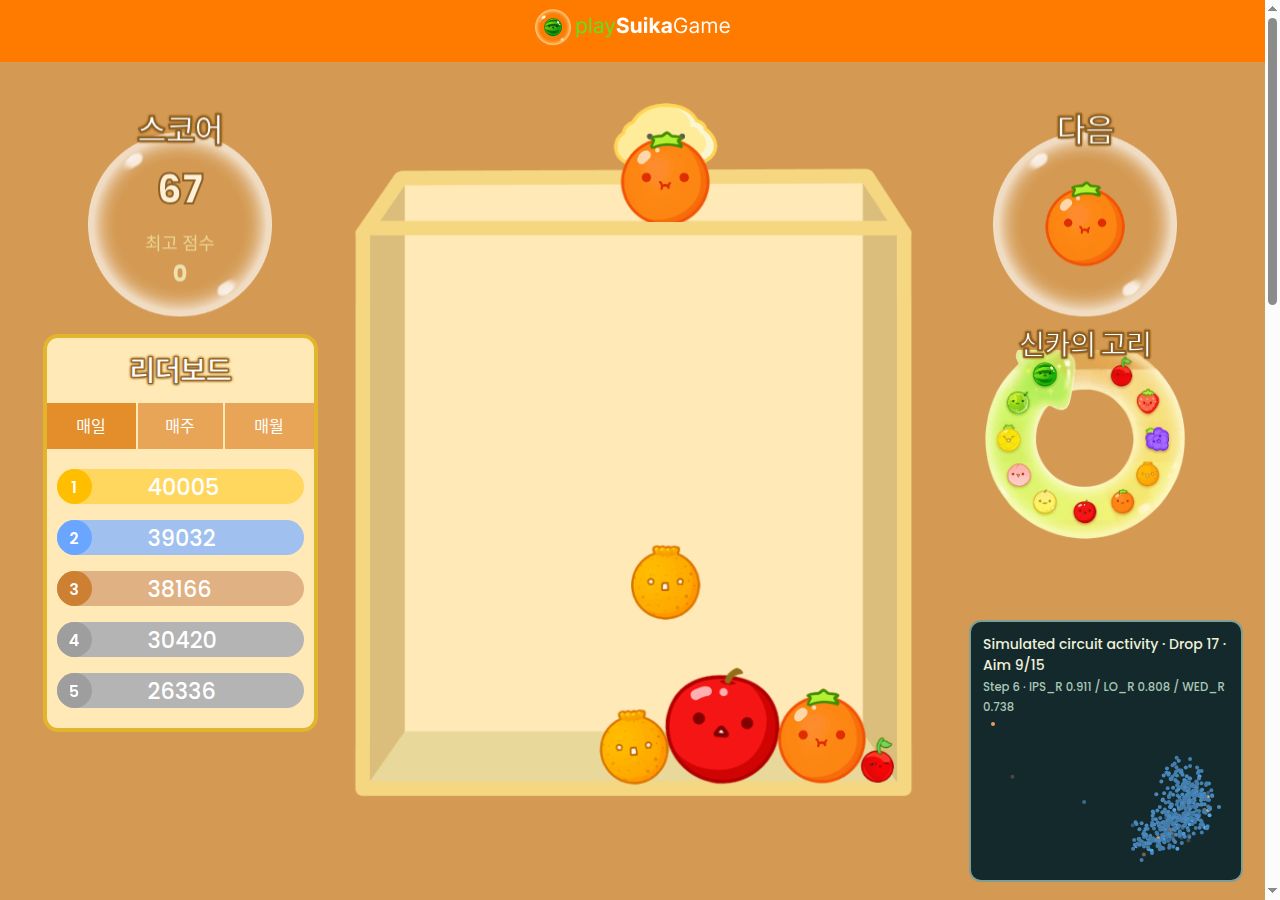 playSuikaGame
스코어
67
최고 점수
0
다음
신카의 고리
리더보드
매일 매주 매월
1 40005
2 39032
3 38166
4 30420
5 26336
Simulated circuit activity · Drop 17 ·
Aim 9/15
Step 6 · IPS_R 0.911 / LO_R 0.808 / WED_R
0.738